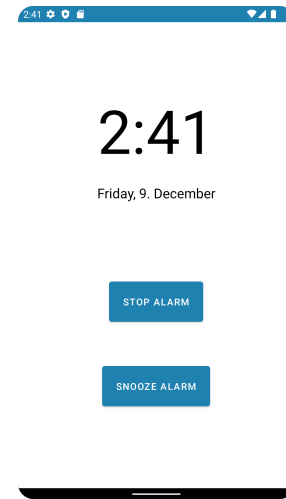 2:41
2:41
Friday, 9. December
STOP ALARM
SNOOZE ALARM